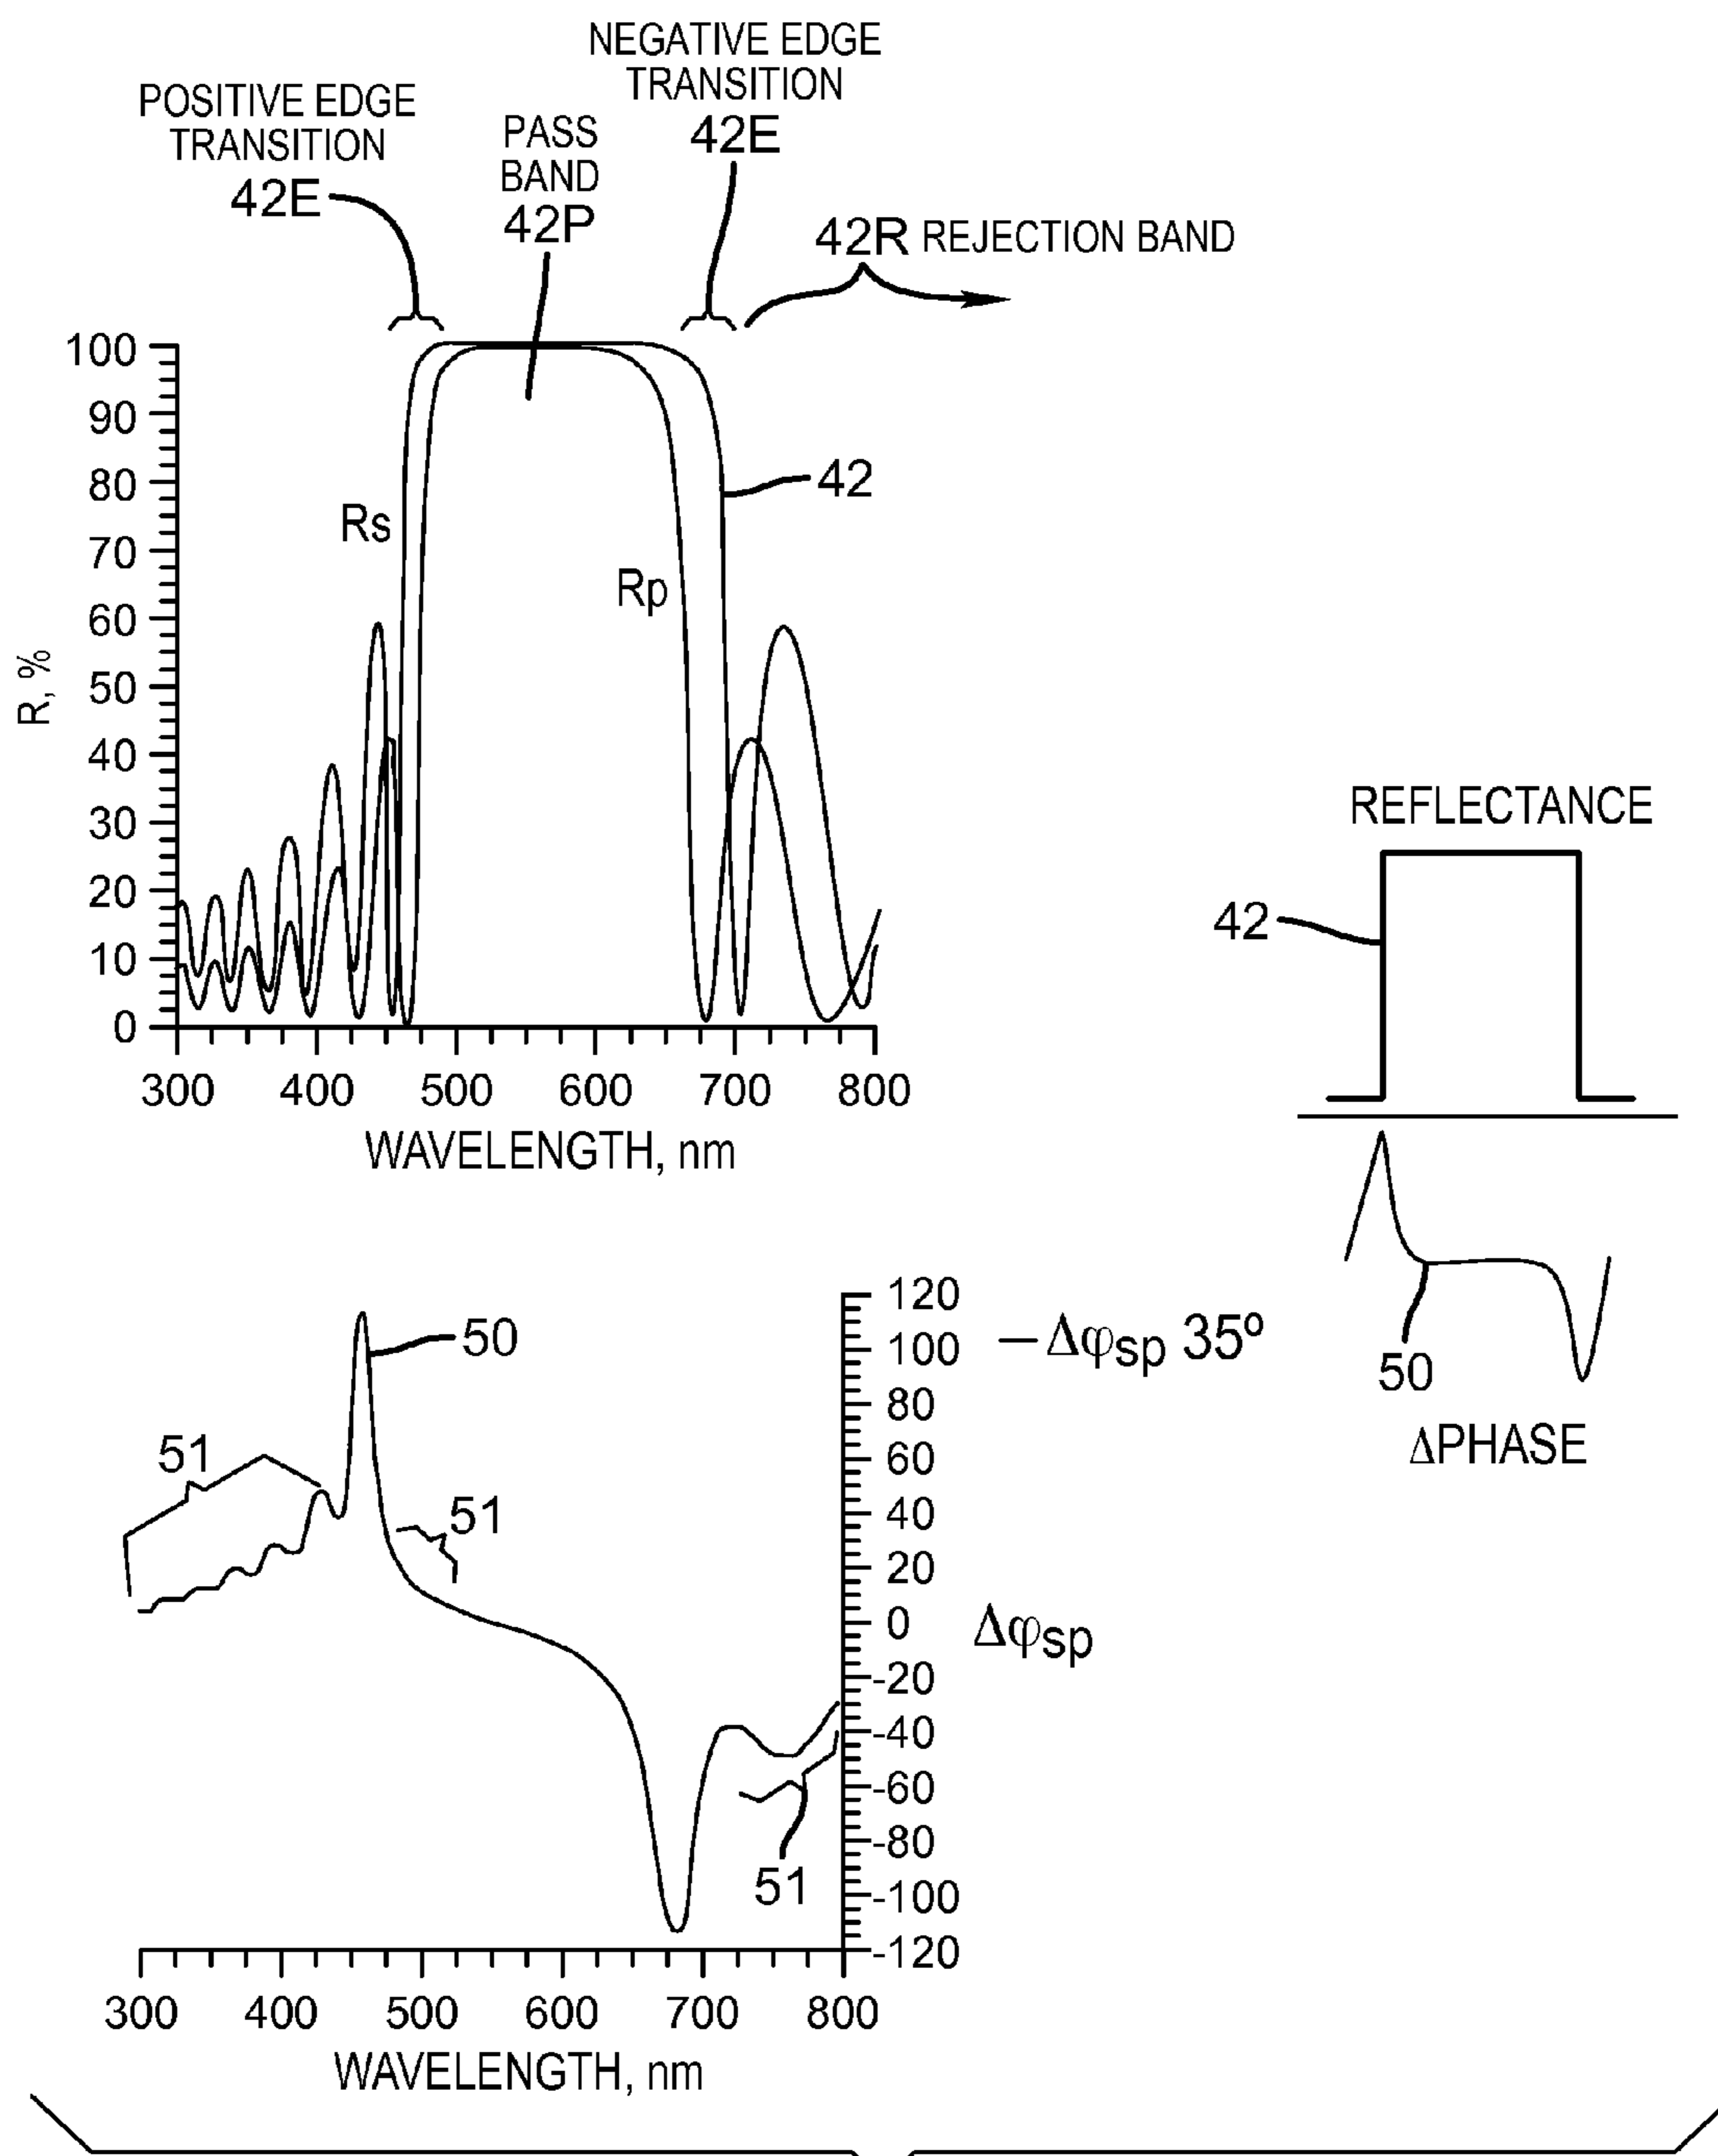 NEGATIVE EDGE
TRANSITION
42E
POSITIVE EDGE
TRANSITION
42E
PASS
BAND
42P
42R REJECTION BAND
100
90
80
70
60
50
40
30
20
10
0
R, %
Rs
Rp
42
300 400 500 600 700 800
WAVELENGTH, nm
REFLECTANCE
42
50
ΔPHASE
120
100
80
60
40
20
0
-20
-40
-60
-80
-100
-120
— Δφsp 35º
Δφsp
50
51
51
51
300 400 500 600 700 800
WAVELENGTH, nm